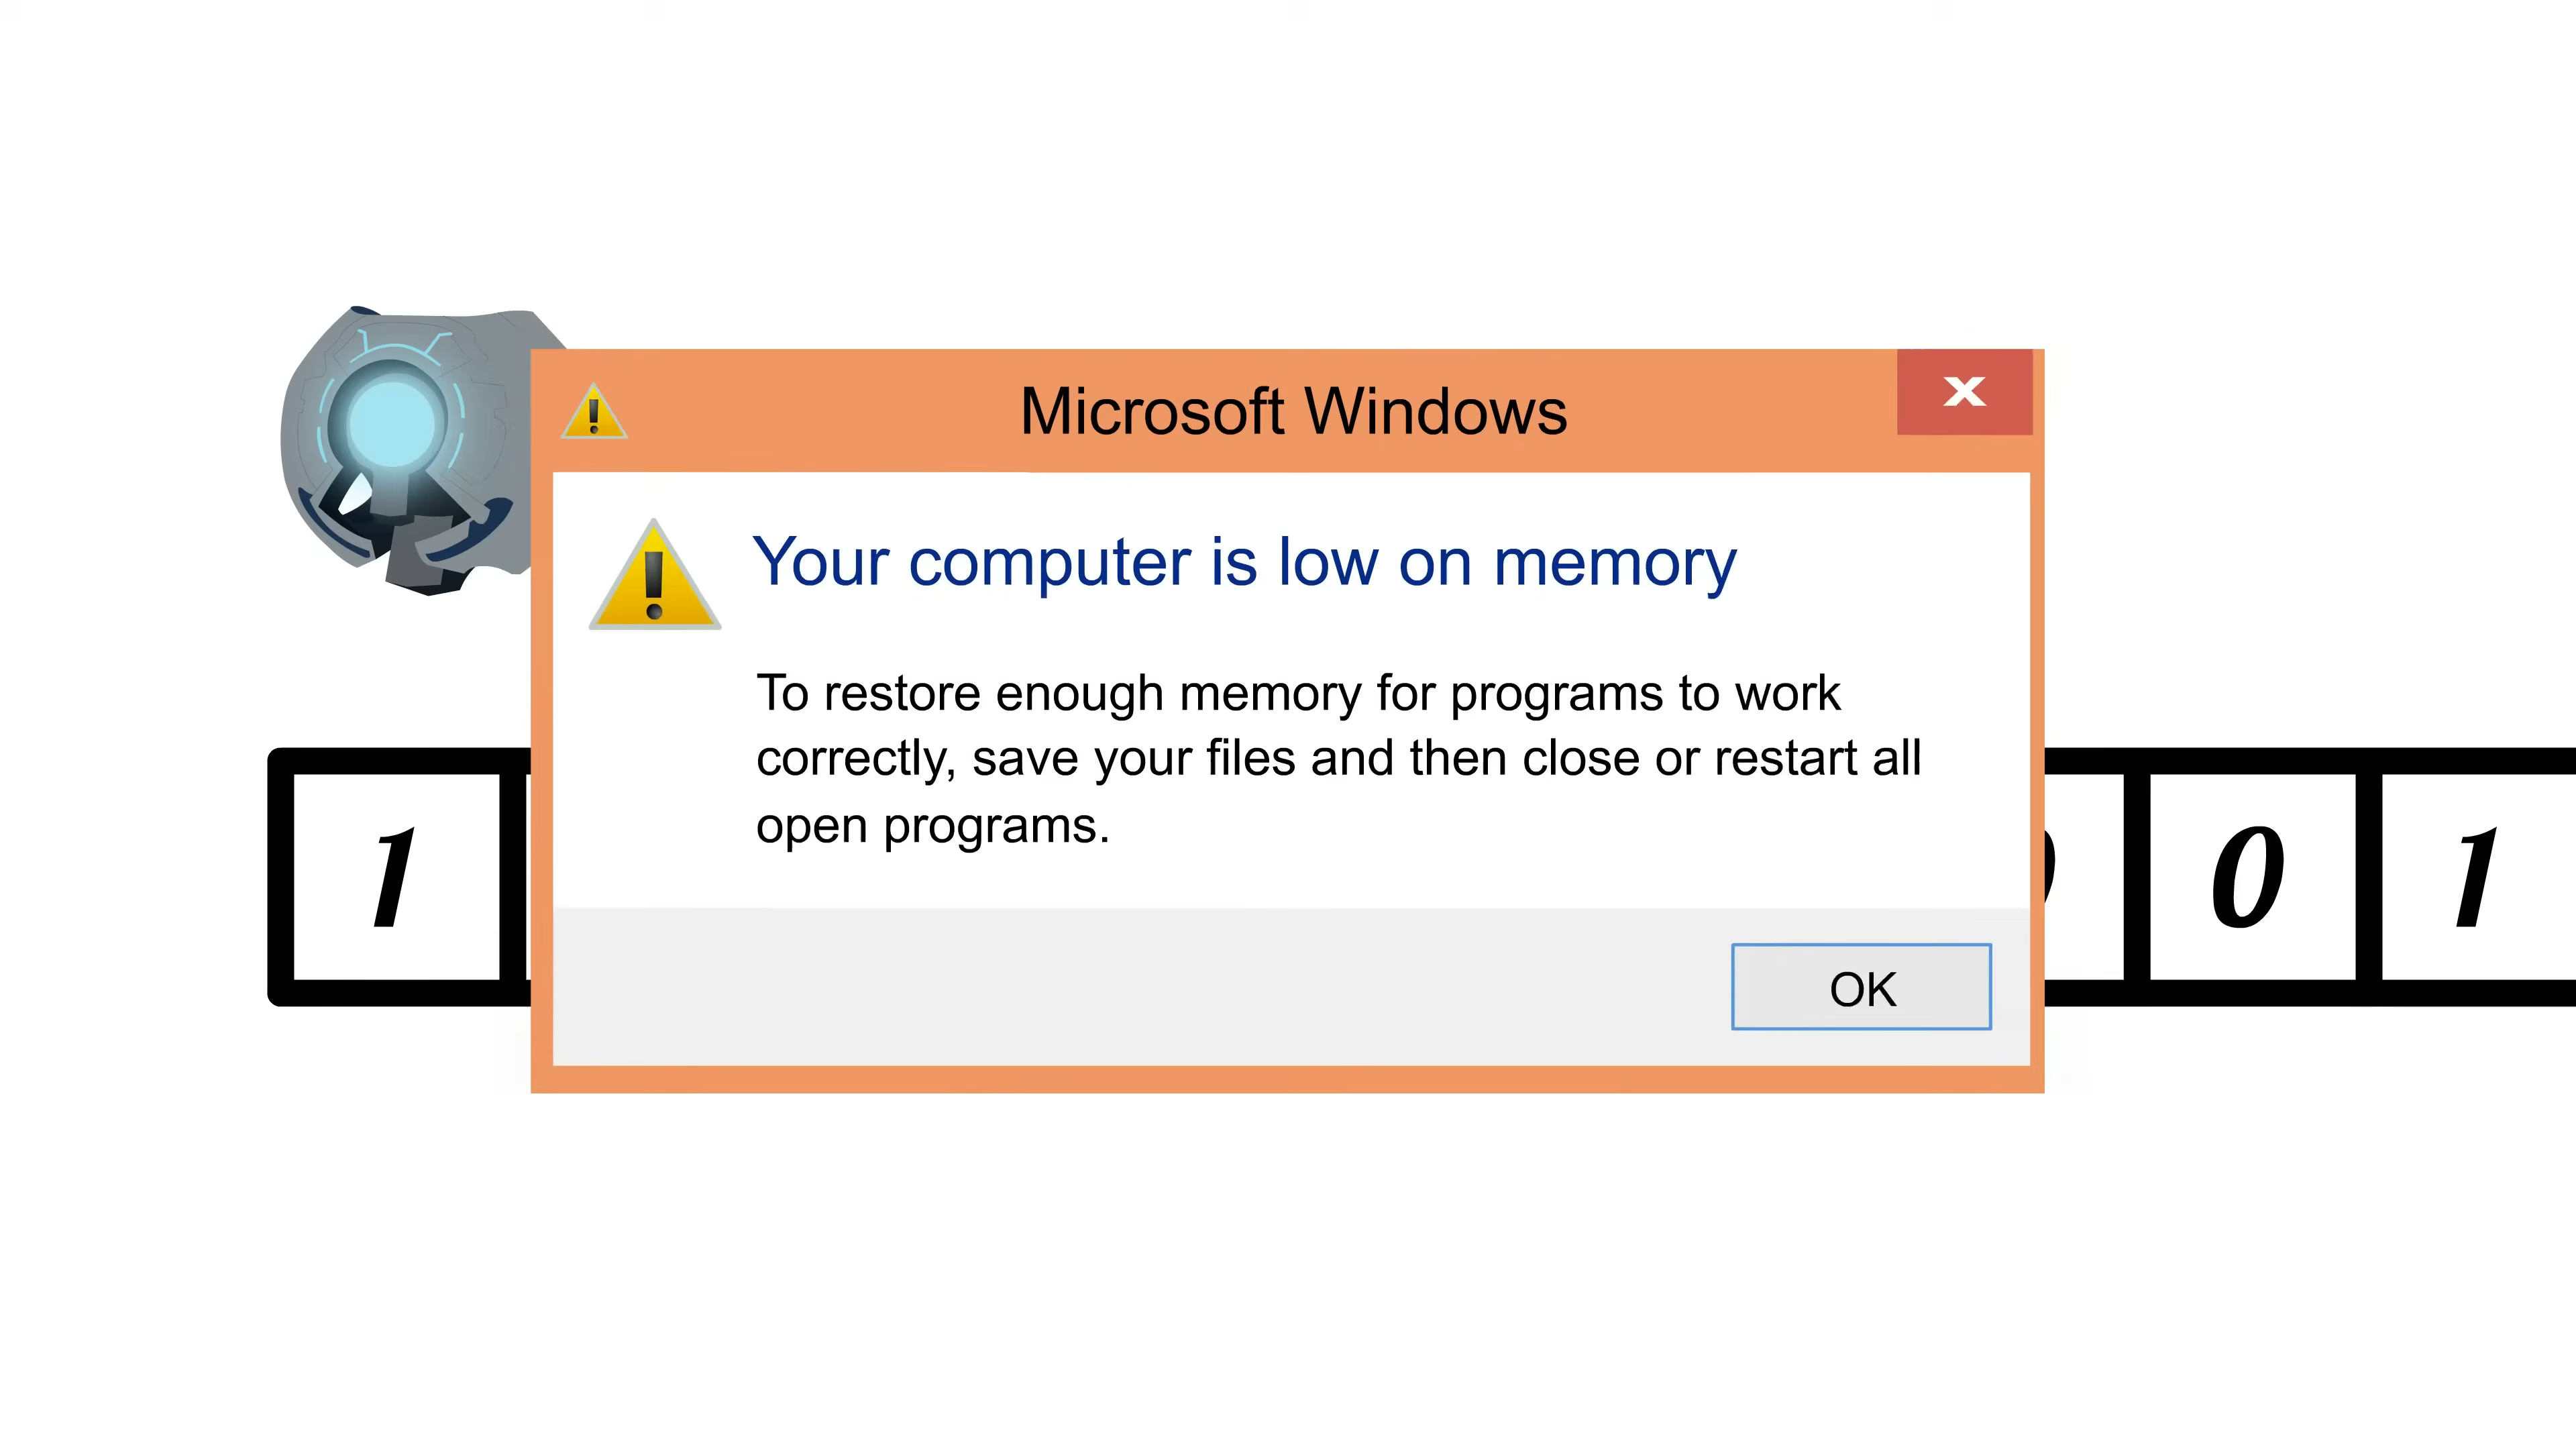 Microsoft Windows
Your computer is low on memory
To restore enough memory for programs to work
correctly, save your files and then close or restart all
open programs.
1 0 1
OK